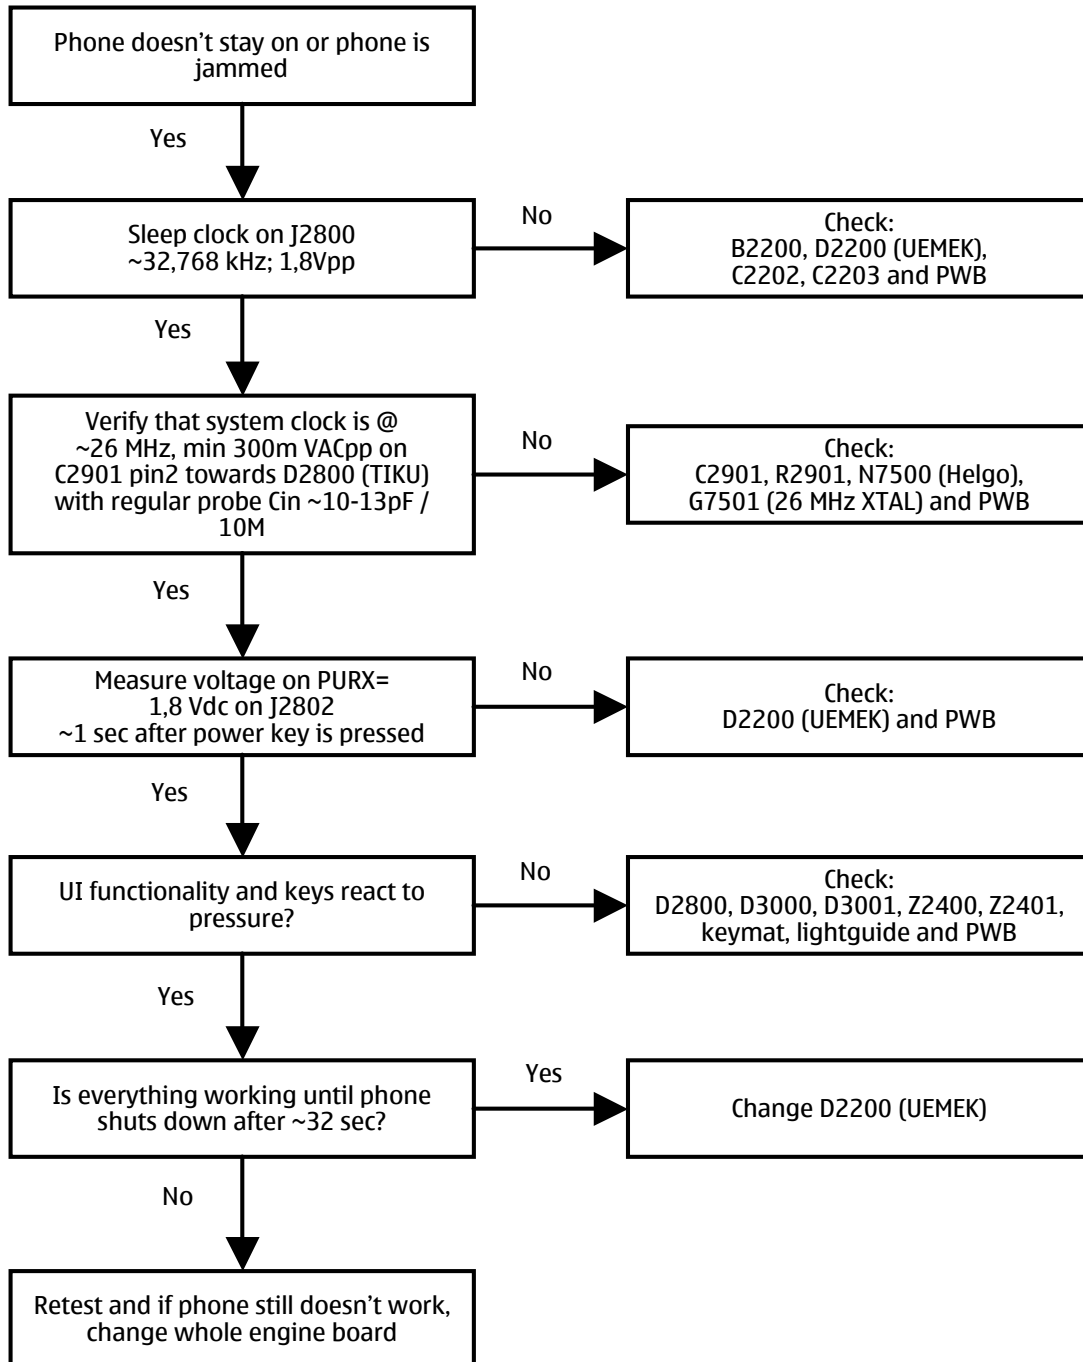 Phone doesn't stay on or phone is
jammed
Yes
Sleep clock on J2800
~32,768 kHz; 1,8Vpp
No
Check:
B2200, D2200 (UEMEK),
C2202, C2203 and PWB
Yes
Verify that system clock is @
~26 MHz, min 300m VACpp on
C2901 pin2 towards D2800 (TIKU)
with regular probe Cin ~10-13pF /
10M
No
Check:
C2901, R2901, N7500 (Helgo),
G7501 (26 MHz XTAL) and PWB
Yes
Measure voltage on PURX=
1,8 Vdc on J2802
~1 sec after power key is pressed
No
Check:
D2200 (UEMEK) and PWB
Yes
UI functionality and keys react to
pressure?
No
Check:
D2800, D3000, D3001, Z2400, Z2401,
keymat, lightguide and PWB
Yes
Is everything working until phone
shuts down after ~32 sec?
Yes
Change D2200 (UEMEK)
No
Retest and if phone still doesn't work,
change whole engine board